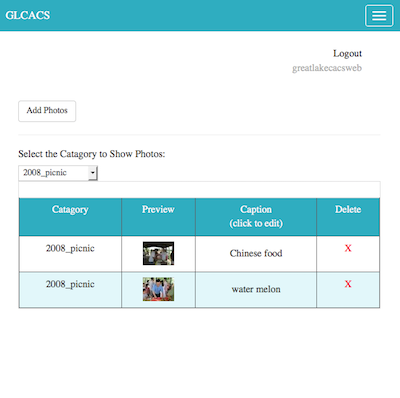 GLCACS
Logout
greatlakecacsweb
Add Photos
Select the Catagory to Show Photos:
2008_picnic
Catagory Preview Caption Delete
(click to edit)
2008_picnic Chinese food X
2008_picnic water melon X